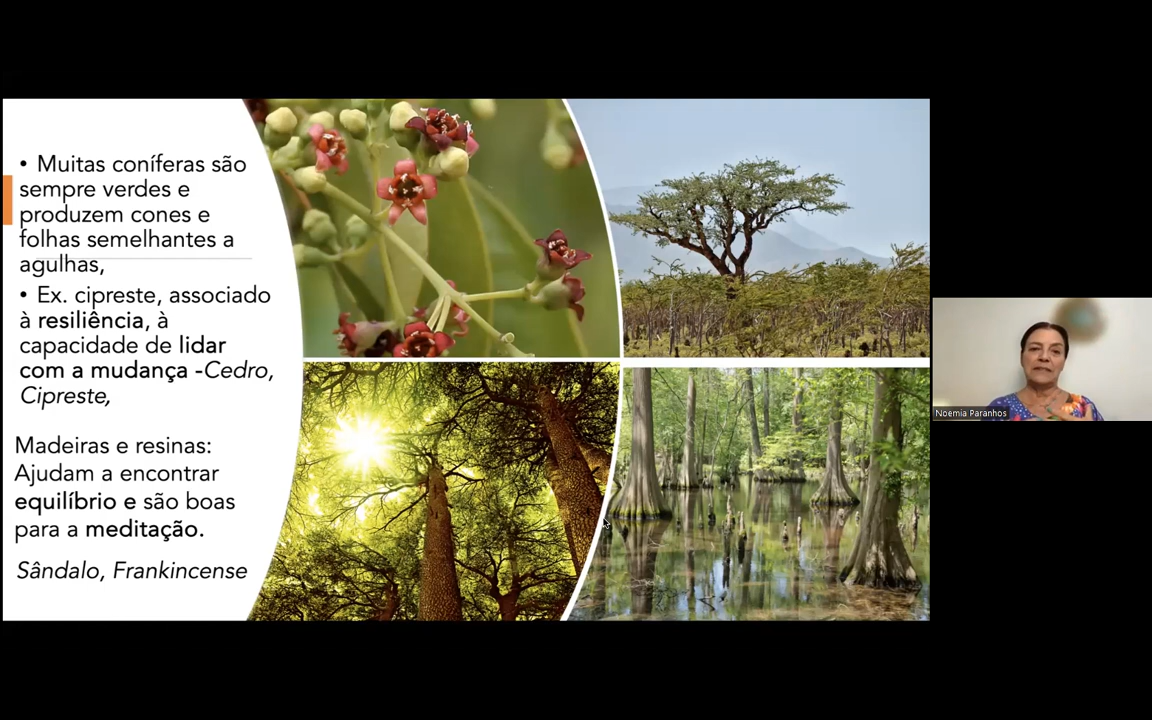 • Muitas coníferas são
sempre verdes e
produzem cones e
folhas semelhantes a
agulhas,
• Ex. cipreste, associado
à resiliência, à
capacidade de lidar
com a mudança -Cedro,
Cipreste,
Madeiras e resinas:
Ajudam a encontrar
equilíbrio e são boas
para a meditação.
Sândalo, Frankincense
Noemia Paranhos